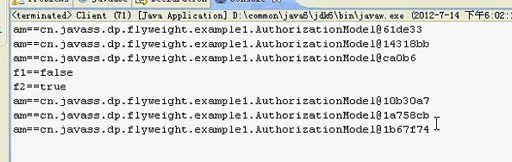 <terminated> Client (71) [Java Application] D:\common\java6\jdk6\bin\javaw.exe (2012-7-14 下午6:02:
am==cn.javass.dp.flyweight.example1.AuthorizationModel@61de33
am==cn.javass.dp.flyweight.example1.AuthorizationModel@14318bb
am==cn.javass.dp.flyweight.example1.AuthorizationModel@ca0b6
f1==false
f2==true
am==cn.javass.dp.flyweight.example1.AuthorizationModel@10b30a7
am==cn.javass.dp.flyweight.example1.AuthorizationModel@1a758cb
am==cn.javass.dp.flyweight.example1.AuthorizationModel@1b67f74